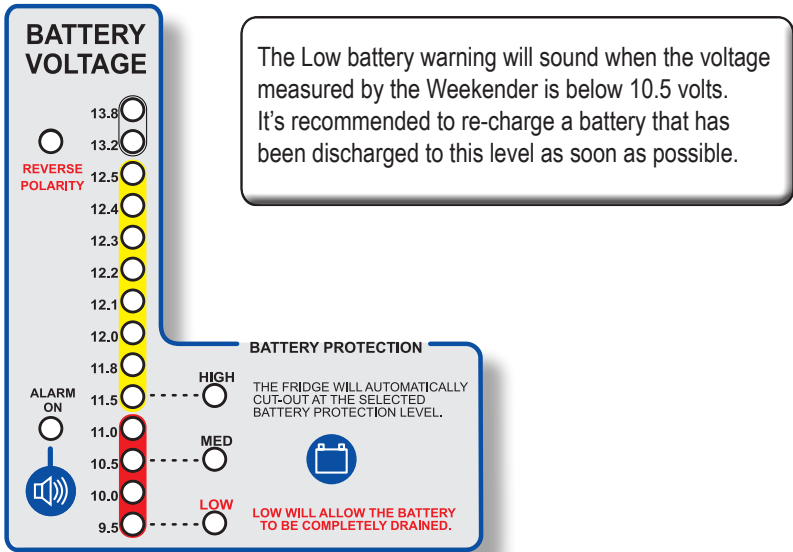 BATTERY
VOLTAGE
13.8
13.2
REVERSE
POLARITY
12.5
12.4
12.3
12.2
12.1
12.0
11.8
11.5
ALARM
ON
11.0
10.5
10.0
9.5
BATTERY PROTECTION
HIGH
THE FRIDGE WILL AUTOMATICALLY
CUT-OUT AT THE SELECTED
BATTERY PROTECTION LEVEL.
MED
LOW
LOW WILL ALLOW THE BATTERY
TO BE COMPLETELY DRAINED.
The Low battery warning will sound when the voltage
measured by the Weekender is below 10.5 volts.
It's recommended to re-charge a battery that has
been discharged to this level as soon as possible.